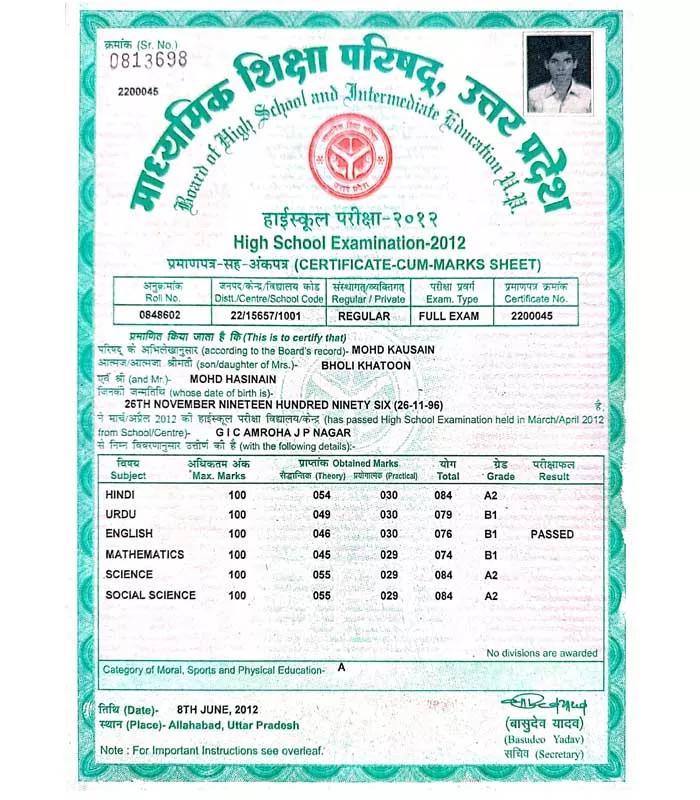 क्रमांक (Sr. No.)
0813698
2200045
माध्यमिक शिक्षा परिषद्, उत्तर प्रदेश
Board of High School and Intermediate Education U.P.
हाईस्कूल परीक्षा-२०१२
High School Examination-2012
प्रमाणपत्र-सह-अंकपत्र (CERTIFICATE-CUM-MARKS SHEET)
अनुक्रमांक जनपद/केन्द्र/विद्यालय कोड संस्थागत/व्यक्तिगत परीक्षा प्रवर्ग प्रमाणपत्र क्रमांक
Roll No. Distt./Centre/School Code Regular / Private Exam. Type Certificate No.
0848602 22/15657/1001 REGULAR FULL EXAM 2200045
प्रमाणित किया जाता है कि (This is to certify that)
परिषद् के अभिलेखानुसार (according to the Board's record)- MOHD KAUSAIN
आत्मज/आत्मजा श्रीमती (son/daughter of Mrs.)- BHOLI KHATOON
एवं श्री (and Mr.)- MOHD HASINAIN
जिनकी जन्मतिथि (whose date of birth is)-
26TH NOVEMBER NINETEEN HUNDRED NINETY SIX (26-11-96) है,
ने मार्च/अप्रैल 2012 की हाईस्कूल परीक्षा विद्यालय/केन्द्र (has passed High School Examination held in March/April 2012
from School/Centre)- G I C AMROHA J P NAGAR
से निम्न विवरणानुसार उत्तीर्ण की है (with the following details):-
विषय अधिकतम अंक प्राप्तांक Obtained Marks योग ग्रेड परीक्षाफल
Subject Max. Marks सैद्धान्तिक (Theory) प्रयोगात्मक (Practical) Total Grade Result
HINDI 100 054 030 084 A2
URDU 100 049 030 079 B1
ENGLISH 100 046 030 076 B1 PASSED
MATHEMATICS 100 045 029 074 B1
SCIENCE 100 055 029 084 A2
SOCIAL SCIENCE 100 055 029 084 A2
No divisions are awarded
Category of Moral, Sports and Physical Education- A
तिथि (Date)- 8TH JUNE, 2012
स्थान (Place)- Allahabad, Uttar Pradesh
(बासुदेव यादव)
(Basudeo Yadav)
सचिव (Secretary)
Note : For Important Instructions see overleaf.